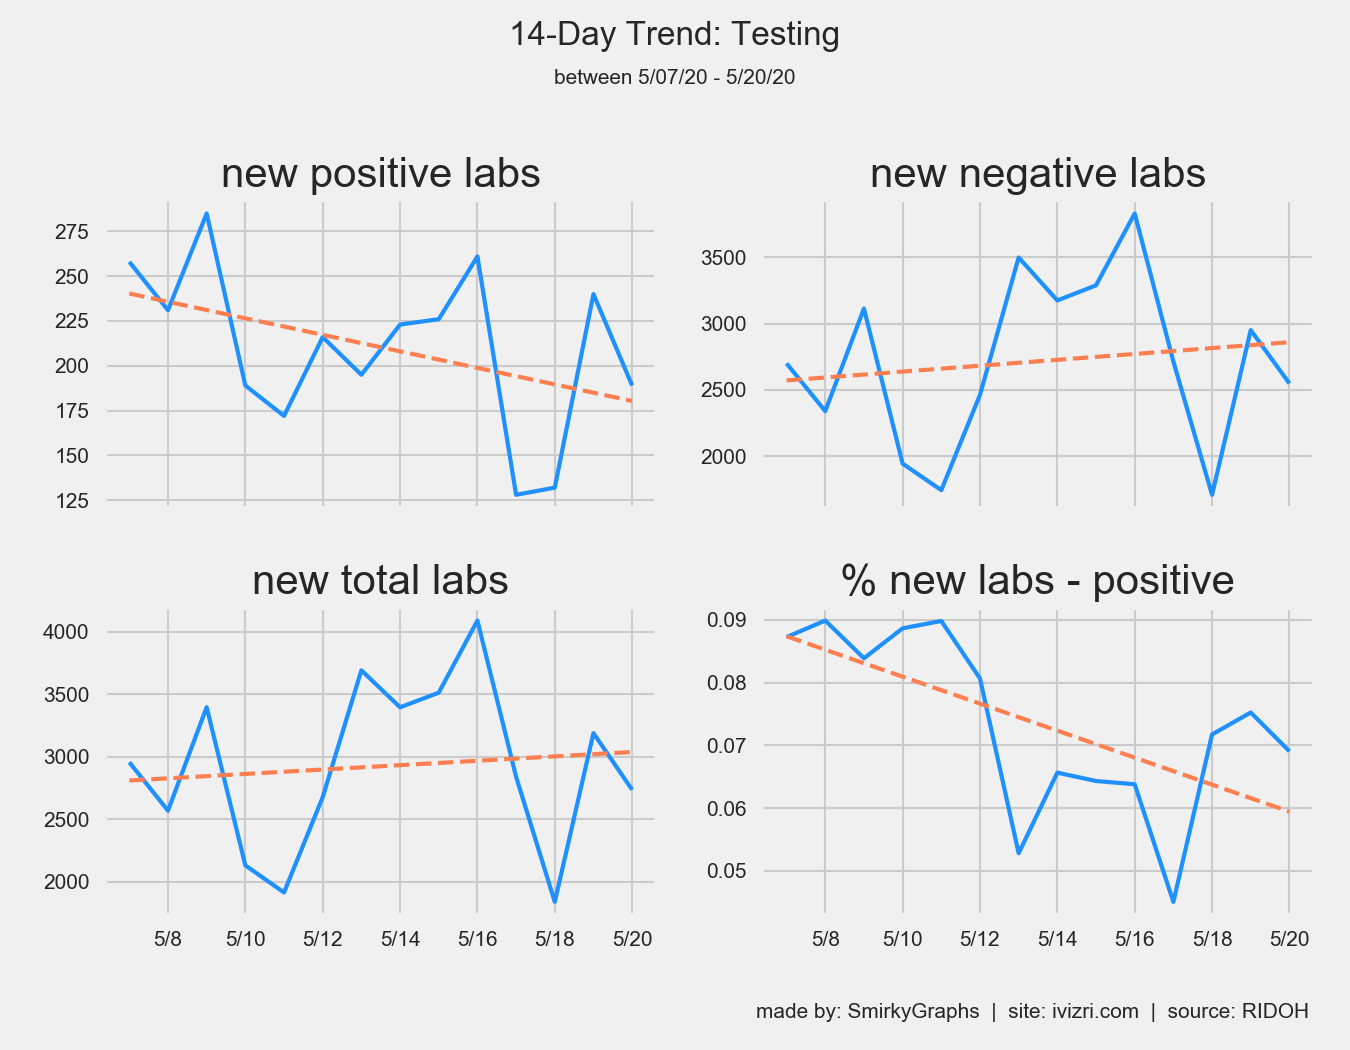 14-Day Trend: Testing
between 5/07/20 - 5/20/20
new positive labs
275
250
225
200
175
150
125
new negative labs
3500
3000
2500
2000
new total labs
4000
3500
3000
2500
2000
5/8 5/10 5/12 5/14 5/16 5/18 5/20
% new labs - positive
0.09
0.08
0.07
0.06
0.05
5/8 5/10 5/12 5/14 5/16 5/18 5/20
made by: SmirkyGraphs | site: ivizri.com | source: RIDOH